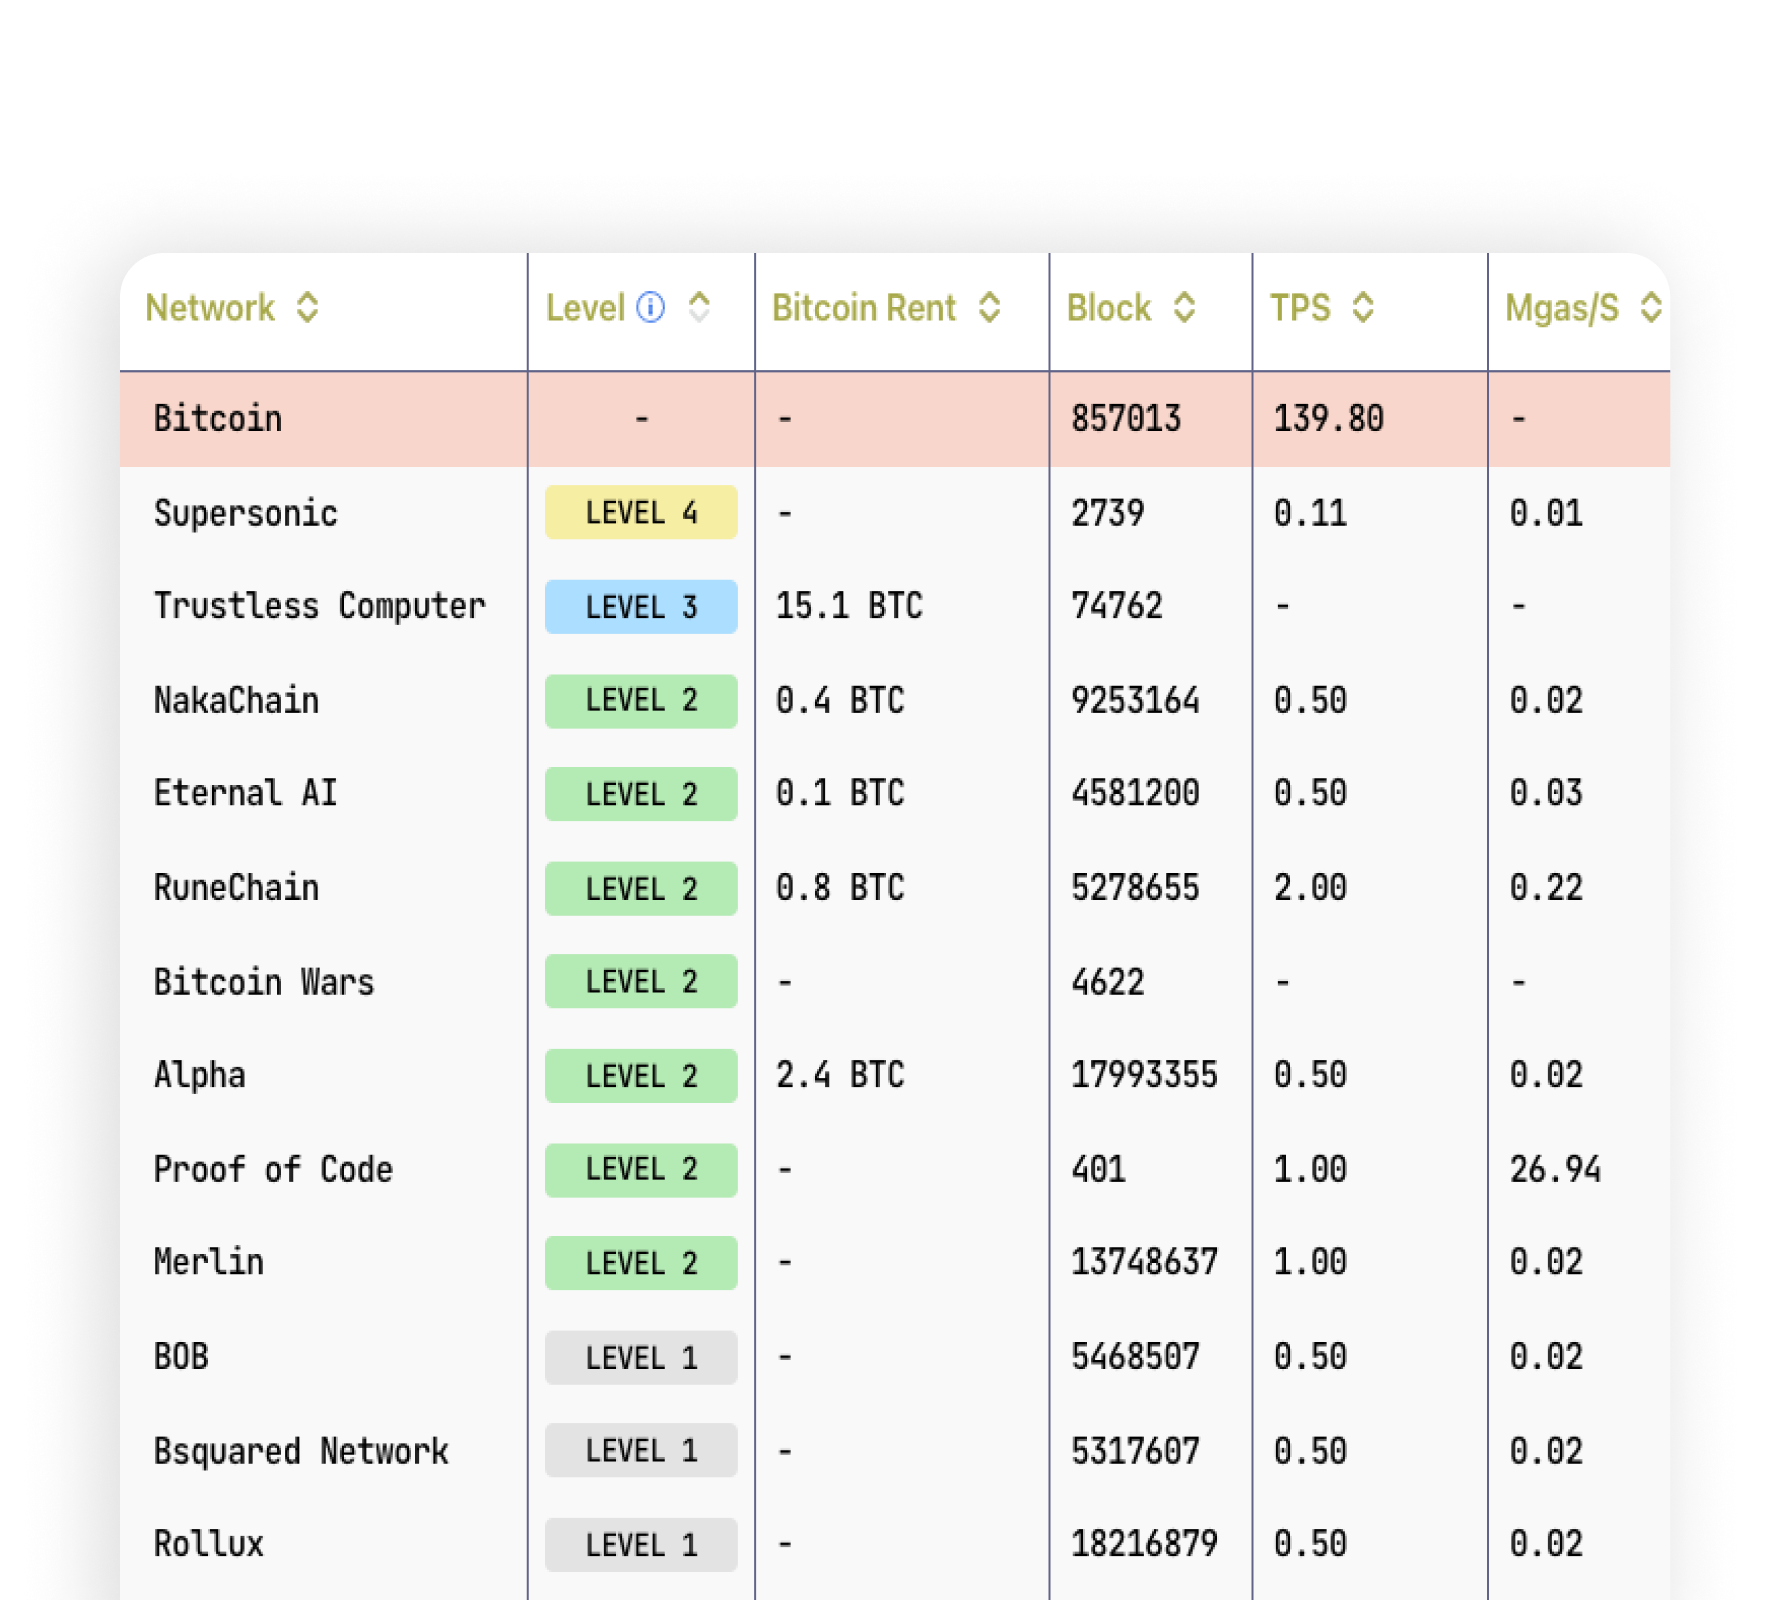 Network Level Bitcoin Rent Block TPS Mgas/S
Bitcoin - - 857013 139.80 -
Supersonic LEVEL 4 - 2739 0.11 0.01
Trustless Computer LEVEL 3 15.1 BTC 74762 - -
NakaChain LEVEL 2 0.4 BTC 9253164 0.50 0.02
Eternal AI LEVEL 2 0.1 BTC 4581200 0.50 0.03
RuneChain LEVEL 2 0.8 BTC 5278655 2.00 0.22
Bitcoin Wars LEVEL 2 - 4622 - -
Alpha LEVEL 2 2.4 BTC 17993355 0.50 0.02
Proof of Code LEVEL 2 - 401 1.00 26.94
Merlin LEVEL 2 - 13748637 1.00 0.02
BOB LEVEL 1 - 5468507 0.50 0.02
Bsquared Network LEVEL 1 - 5317607 0.50 0.02
Rollux LEVEL 1 - 18216879 0.50 0.02